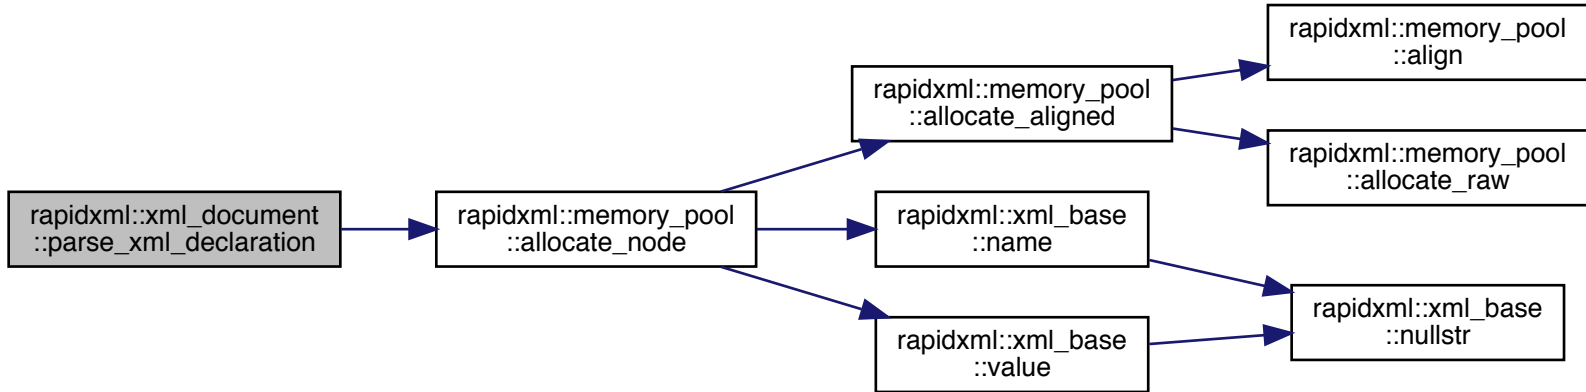 rapidxml::xml_document
::parse_xml_declaration
rapidxml::memory_pool
::allocate_node
rapidxml::memory_pool
::allocate_aligned
rapidxml::xml_base
::name
rapidxml::xml_base
::value
rapidxml::memory_pool
::align
rapidxml::memory_pool
::allocate_raw
rapidxml::xml_base
::nullstr